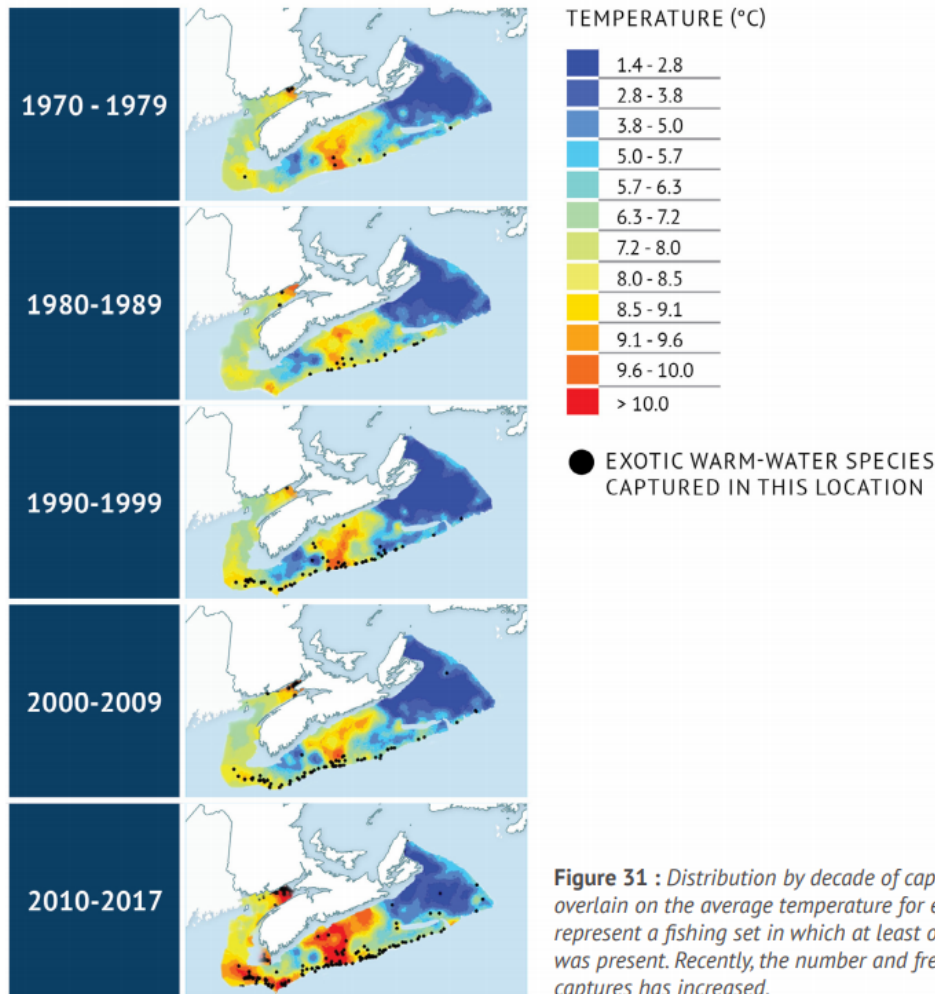 1970 - 1979
1980-1989
1990-1999
2000-2009
2010-2017
TEMPERATURE (°C)
1.4 - 2.8
2.8 - 3.8
3.8 - 5.0
5.0 - 5.7
5.7 - 6.3
6.3 - 7.2
7.2 - 8.0
8.0 - 8.5
8.5 - 9.1
9.1 - 9.6
9.6 - 10.0
> 10.0
EXOTIC WARM-WATER SPECIES
CAPTURED IN THIS LOCATION
Figure 31 : Distribution by decade of cap
overlain on the average temperature for e
represent a fishing set in which at least o
was present. Recently, the number and fre
captures has increased.